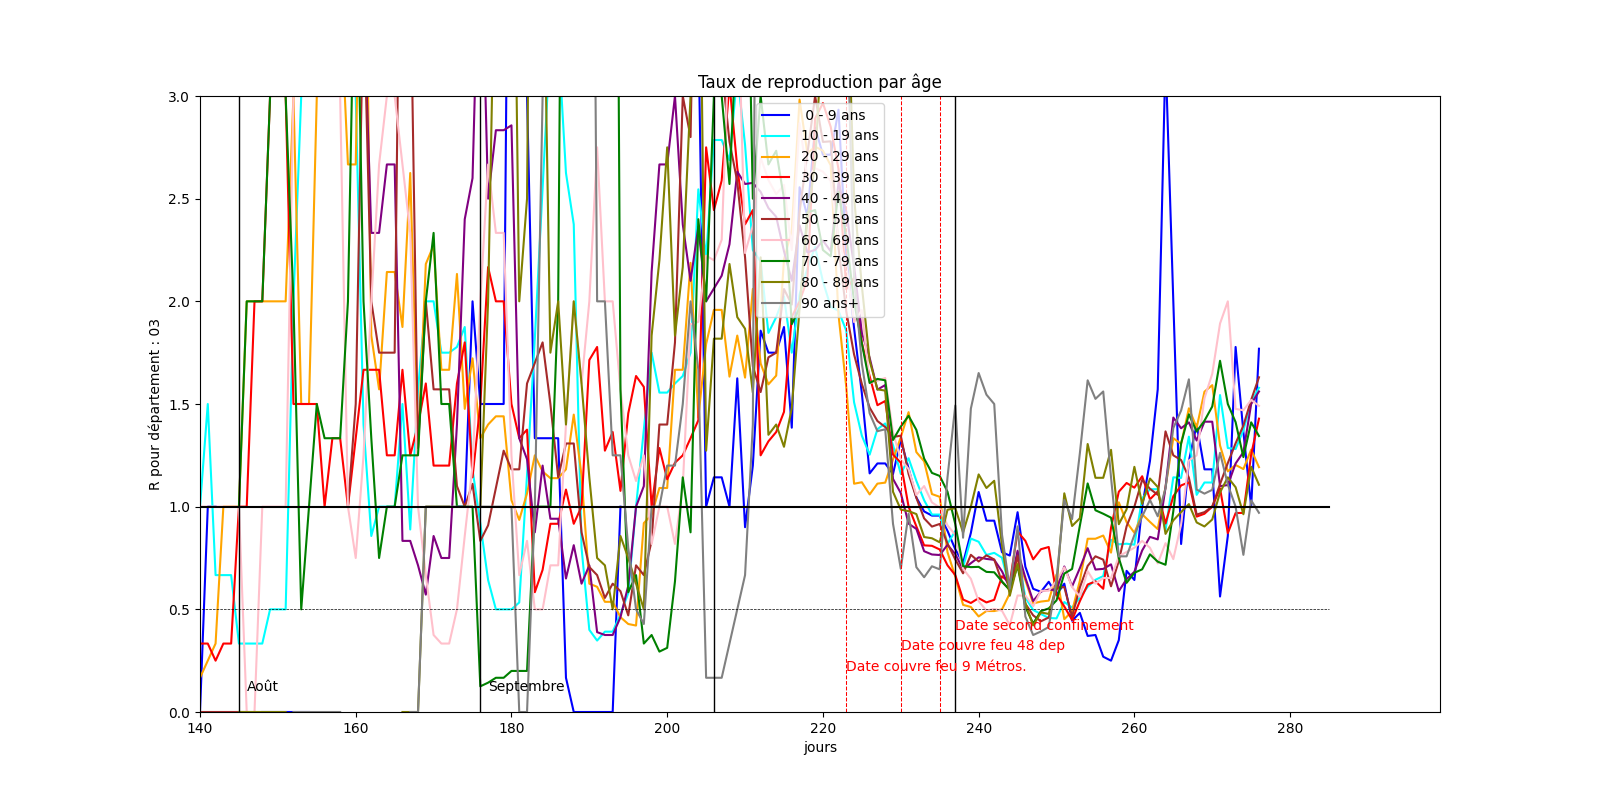 Taux de reproduction par âge
3.0
2.5
2.0
1.5
1.0
0.5
0.0
R pour département : 03
0 - 9 ans
10 - 19 ans
20 - 29 ans
30 - 39 ans
40 - 49 ans
50 - 59 ans
60 - 69 ans
70 - 79 ans
80 - 89 ans
90 ans+
Date second confinement
Date couvre feu 48 dep
Date couvre feu 9 Métros.
Août
Septembre
140 160 180 200 220 240 260 280
jours